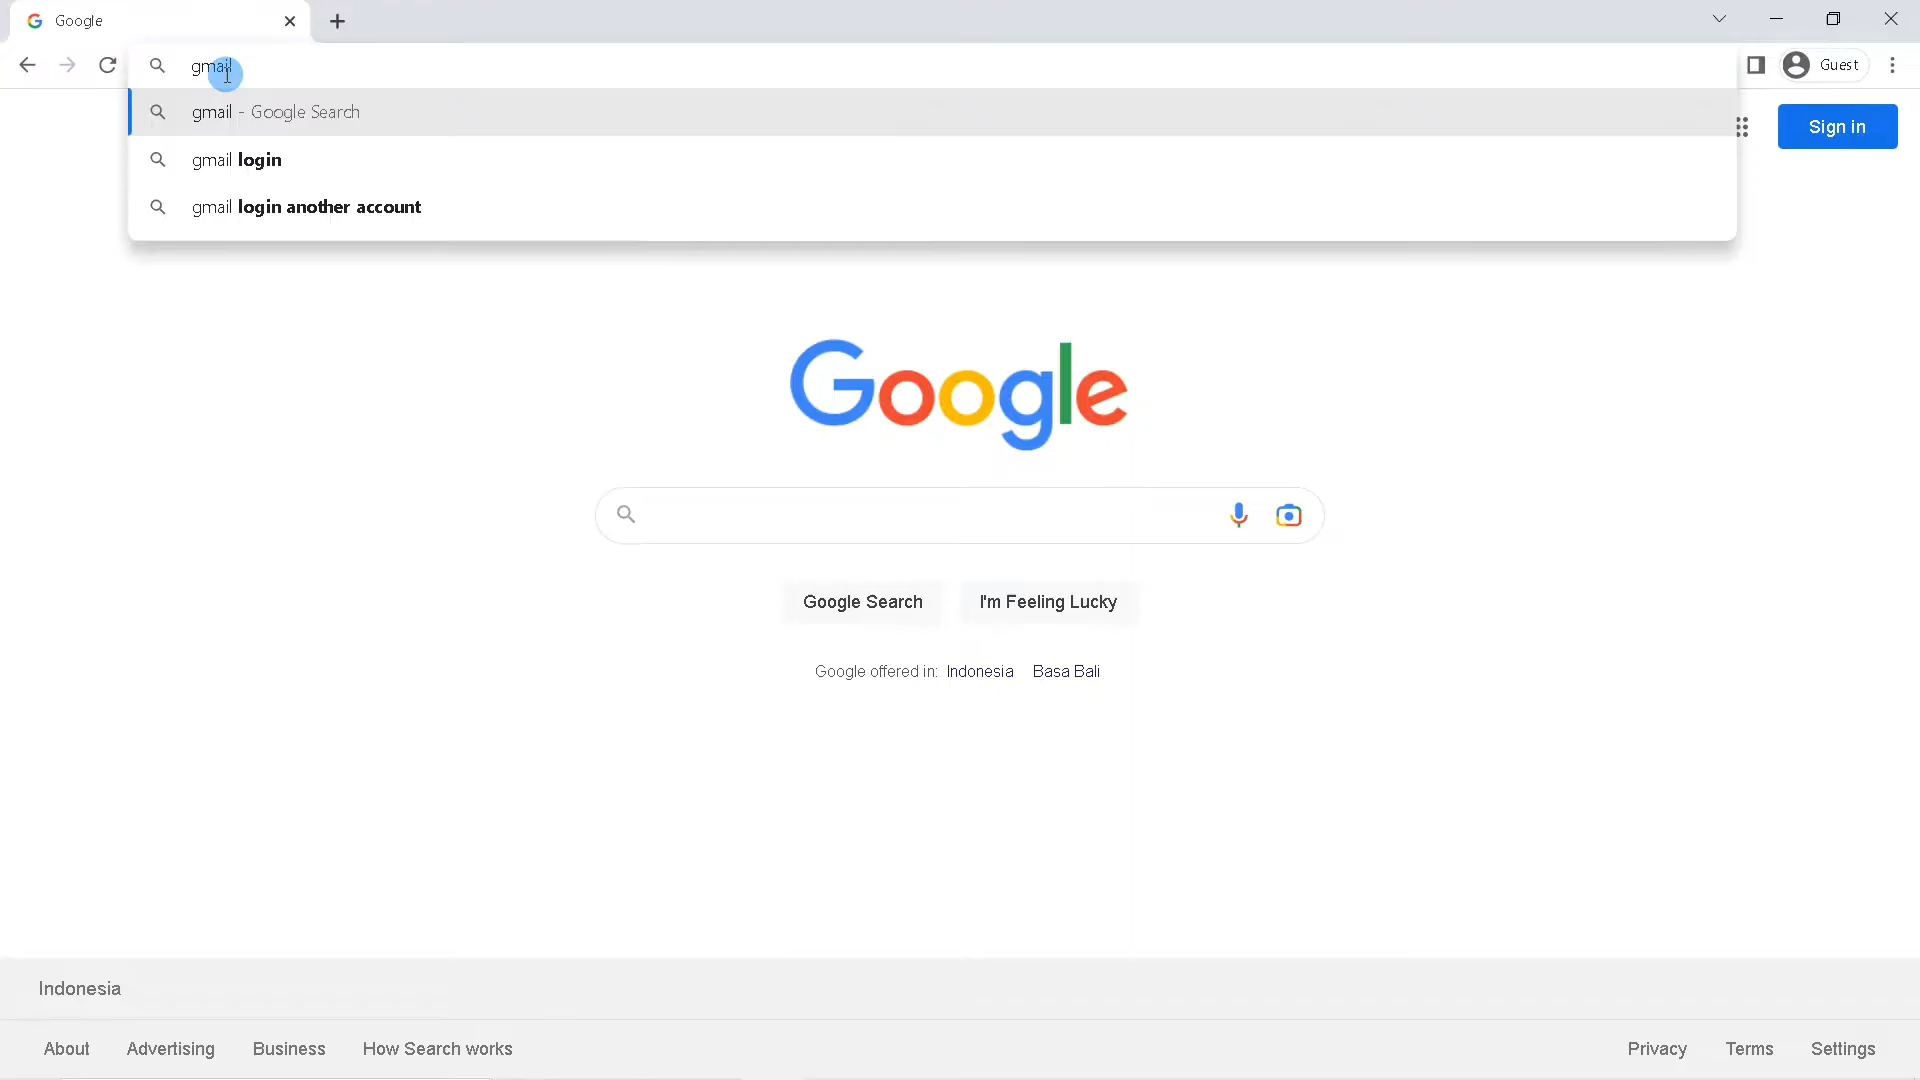 Google
gmail
Guest
gmail - Google Search
gmail login
gmail login another account
Sign in
Google
Google Search
I'm Feeling Lucky
Google offered in: Indonesia Basa Bali
Indonesia
About Advertising Business How Search works
Privacy Terms Settings